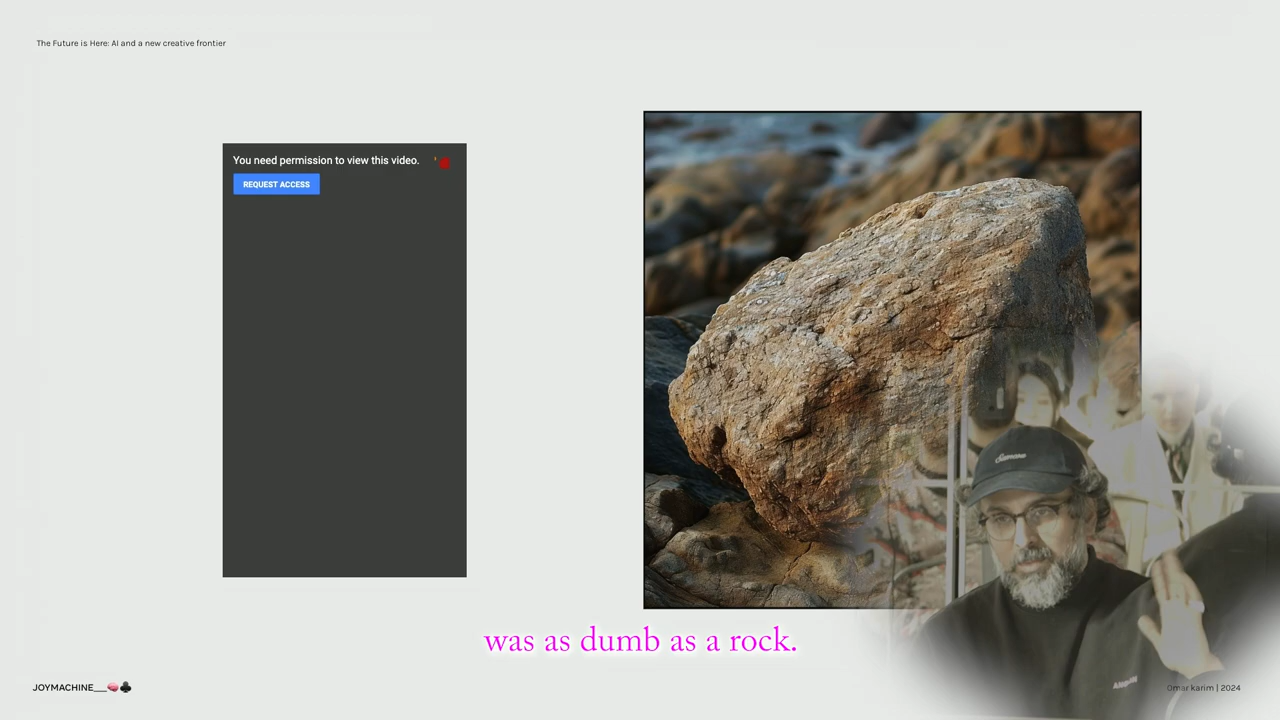 The Future is Here: AI and a new creative frontier
You need permission to view this video.
REQUEST ACCESS
was as dumb as a rock.
JOYMACHINE__
Omar karim | 2024